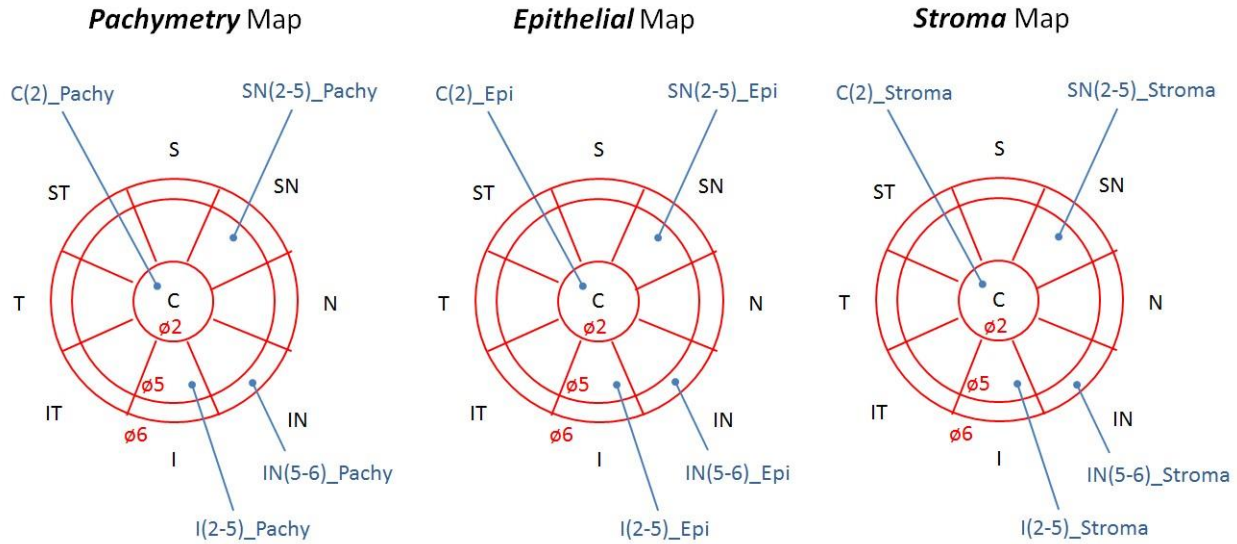 Pachymetry Map
C(2)_Pachy
SN(2-5)_Pachy
S
ST
SN
T
C
N
ø2
ø5
IT
IN
ø6
I
IN(5-6)_Pachy
I(2-5)_Pachy
Epithelial Map
C(2)_Epi
SN(2-5)_Epi
S
ST
SN
T
C
N
ø2
ø5
IT
IN
ø6
I
IN(5-6)_Epi
I(2-5)_Epi
Stroma Map
C(2)_Stroma
SN(2-5)_Stroma
S
ST
SN
T
C
N
ø2
ø5
IT
IN
ø6
I
IN(5-6)_Stroma
I(2-5)_Stroma